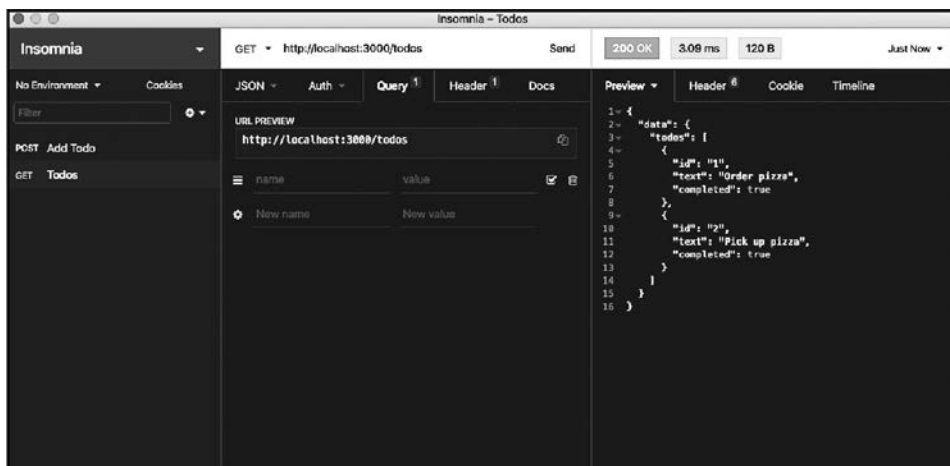 Insomnia – Todos
Insomnia
GET http://localhost:3000/todos Send
200 OK 3.09 ms 120 B Just Now
No Environment Cookies
JSON Auth Query 1 Header 1 Docs
Preview Header 6 Cookie Timeline
Filter
URL PREVIEW
http://localhost:3000/todos
POST Add Todo
GET Todos
name value
New name New value
1 {
2 "data": {
3 "todos": [
4 {
5 "id": "1",
6 "text": "Order pizza",
7 "completed": true
8 },
9 {
10 "id": "2",
11 "text": "Pick up pizza",
12 "completed": true
13 }
14 ]
15 }
16 }